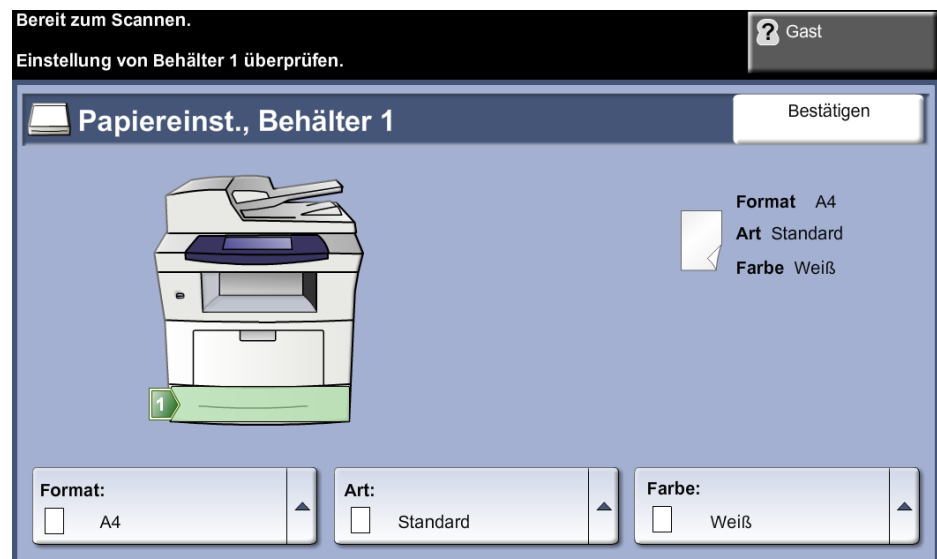 Bereit zum Scannen.
Gast
Einstellung von Behälter 1 überprüfen.
Papiereinst., Behälter 1
Bestätigen
Format A4
Art Standard
Farbe Weiß
1
Format:
A4
Art:
Standard
Farbe:
Weiß